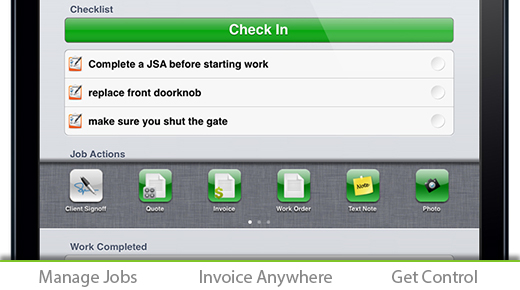 Checklist
Check In
Complete a JSA before starting work
replace front doorknob
make sure you shut the gate
Job Actions
Note
$
Client Signoff Quote Invoice Work Order Text Note Photo
Work Completed
Manage Jobs Invoice Anywhere Get Control